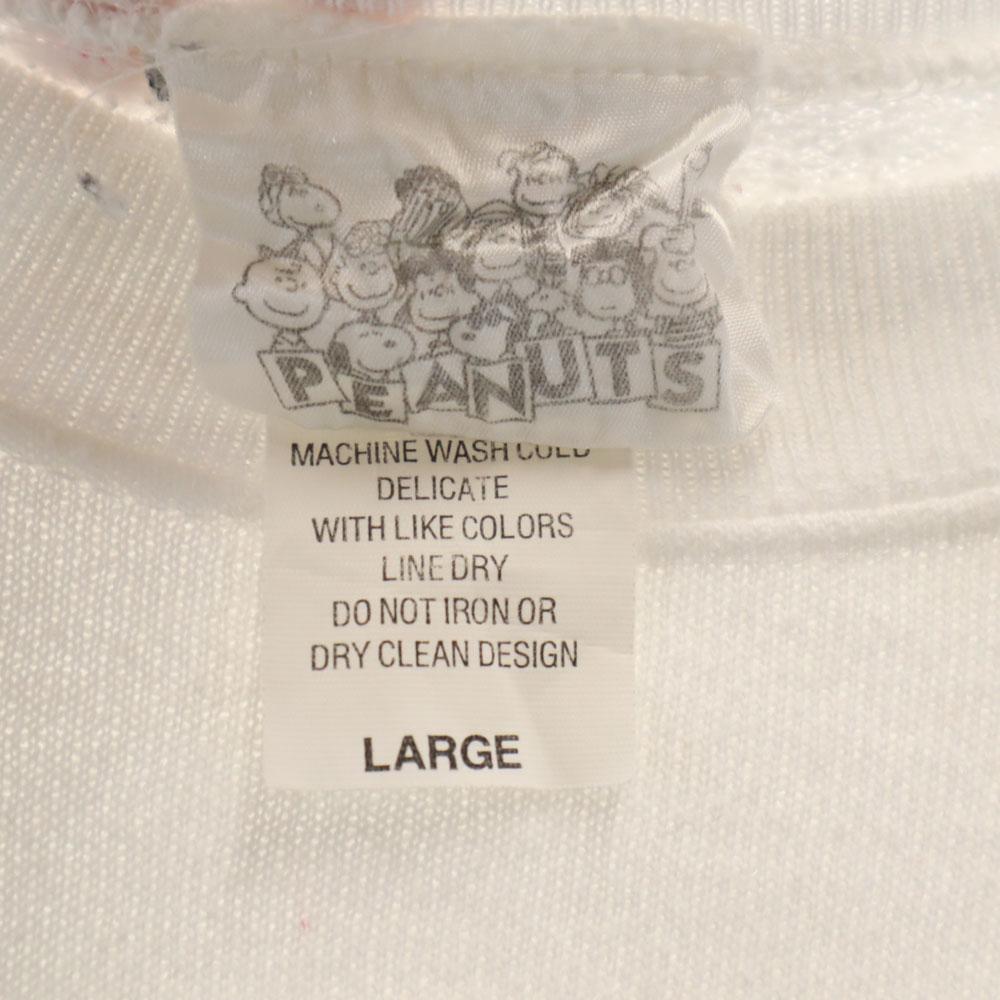 PEANUTS
MACHINE WASH COLD
DELICATE
WITH LIKE COLORS
LINE DRY
DO NOT IRON OR
DRY CLEAN DESIGN
LARGE